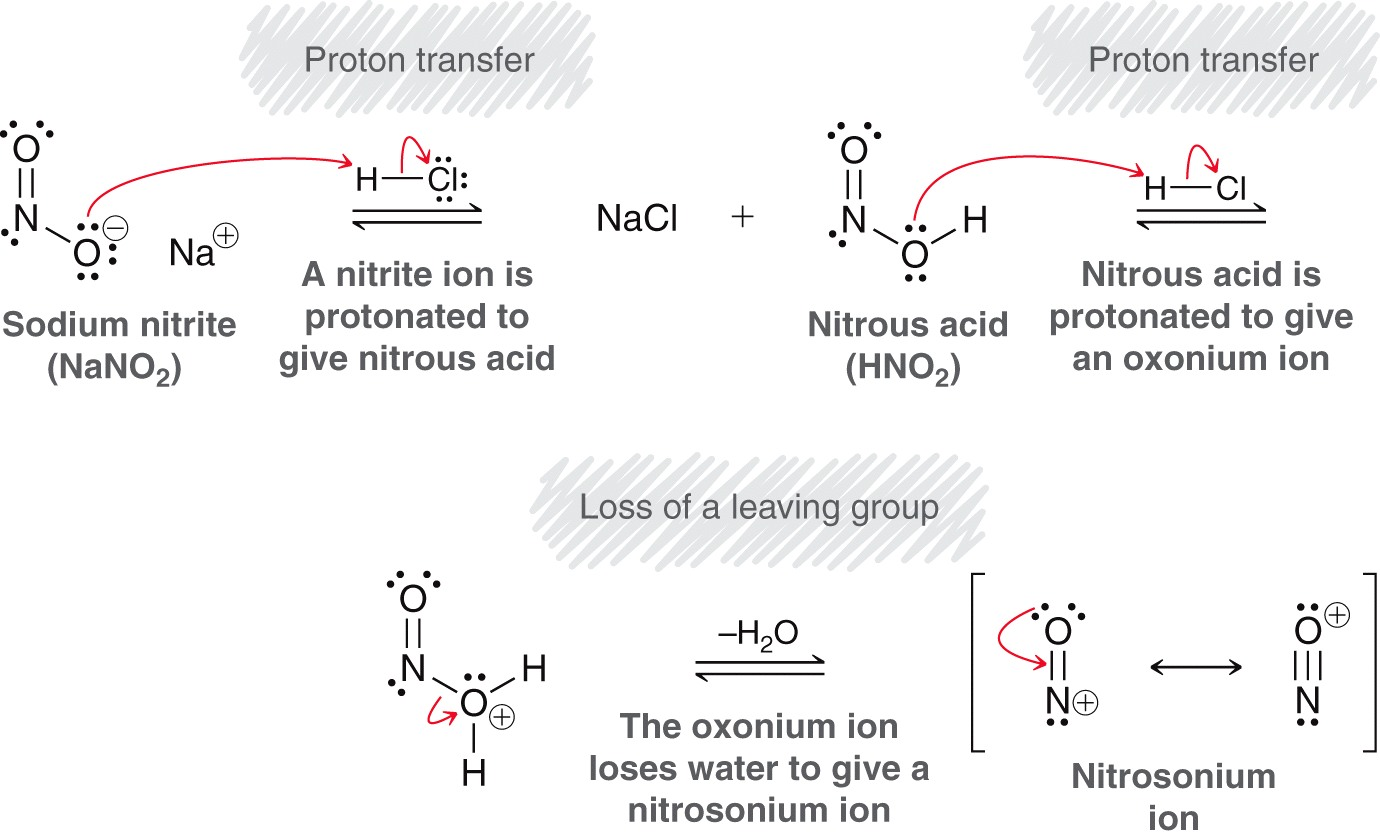 Proton transfer
Proton transfer
O
N
O⊖
Na⊕
H—Cl
NaCl + 
O
N
O
H
H—Cl
Sodium nitrite
(NaNO₂)
A nitrite ion is
protonated to
give nitrous acid
Nitrous acid
(HNO₂)
Nitrous acid is
protonated to give
an oxonium ion
Loss of a leaving group
O
N
O⊕
H
H
–H₂O
The oxonium ion
loses water to give a
nitrosonium ion
O
N⊕
O⊕
N
Nitrosonium
ion